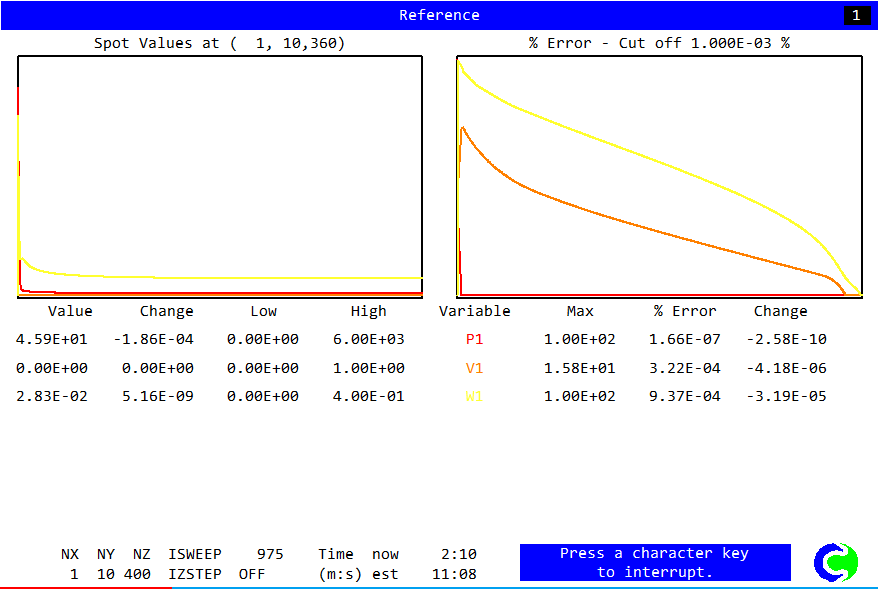 Reference 1
Spot Values at (  1, 10,360)    % Error - Cut off 1.000E-03 %
Value Change Low High Variable Max % Error Change
4.59E+01 -1.86E-04 0.00E+00 6.00E+03 P1 1.00E+02 1.66E-07 -2.58E-10
0.00E+00 0.00E+00 0.00E+00 1.00E+00 V1 1.58E+01 3.22E-04 -4.18E-06
2.83E-02 5.16E-09 0.00E+00 4.00E-01 W1 1.00E+02 9.37E-04 -3.19E-05
NX NY NZ ISWEEP 975 Time now 2:10
1 10 400 IZSTEP OFF (m:s) est 11:08
Press a character key
to interrupt.